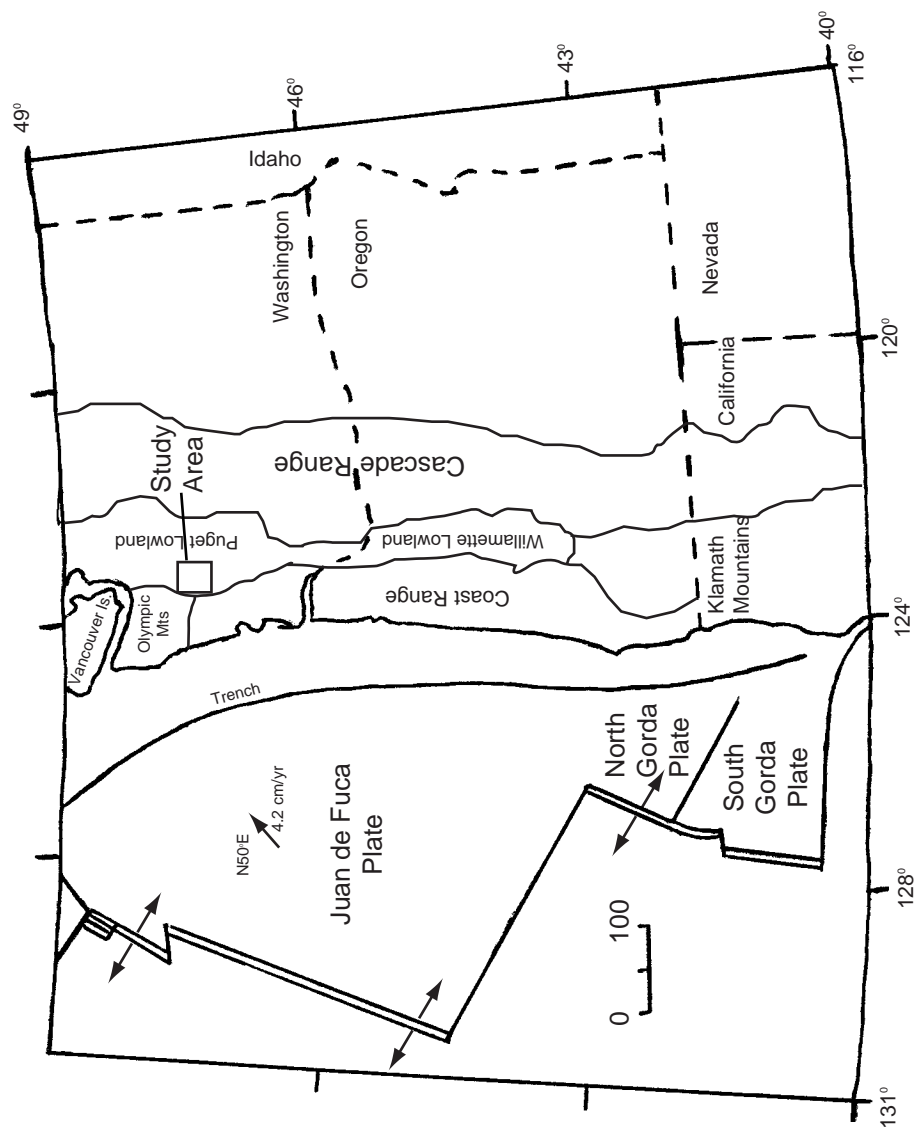 49°
46°
43°
40°
116°
Idaho
Washington
Oregon
Nevada
120°
California
Study
Area
Cascade Range
Puget Lowland
Willamette Lowland
Coast Range
Klamath
Mountains
124°
Vancouver Is.
Olympic
Mts
Trench
N50°E
4.2 cm/yr
Juan de Fuca
Plate
North
Gorda
Plate
South
Gorda
Plate
128°
0
100
131°